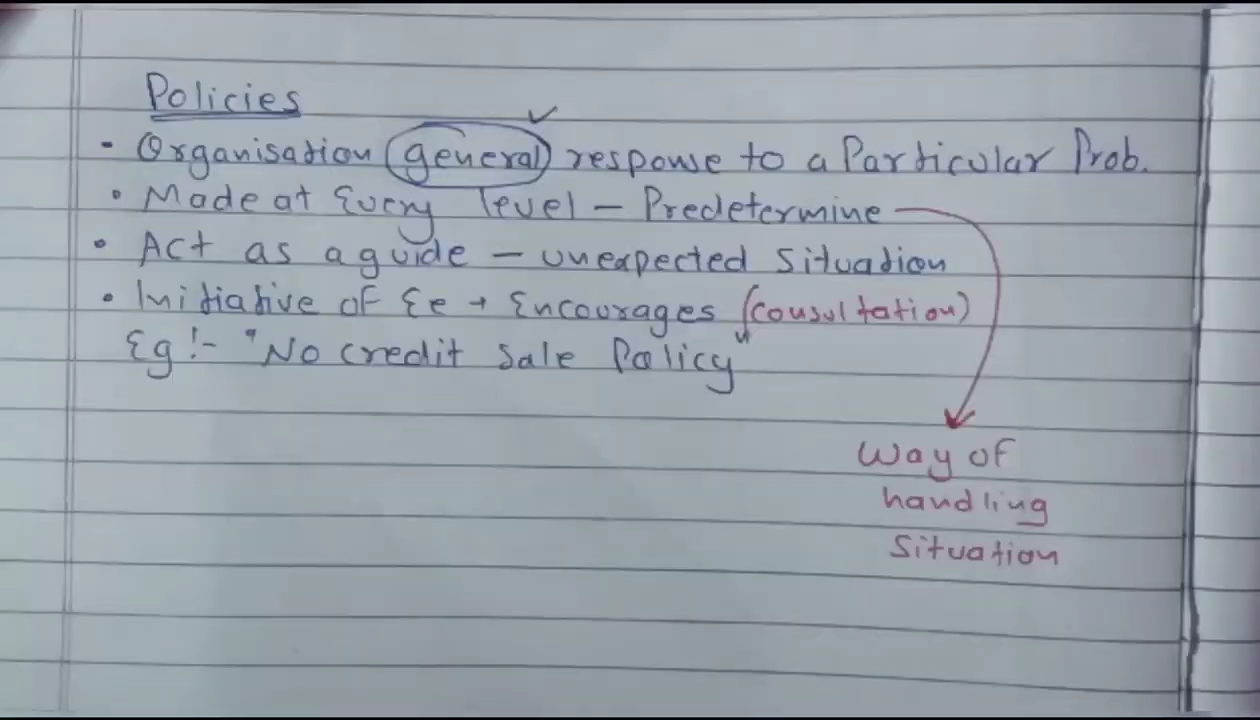 Policies
• Organisation general response to a Particular Prob.
• Made at Every level - Predetermine
• Act as a guide - unexpected Situation
• Initiative of Ee → Encourages (consultation)
Eg:- "No credit Sale Policy"
Way of
handling
Situation